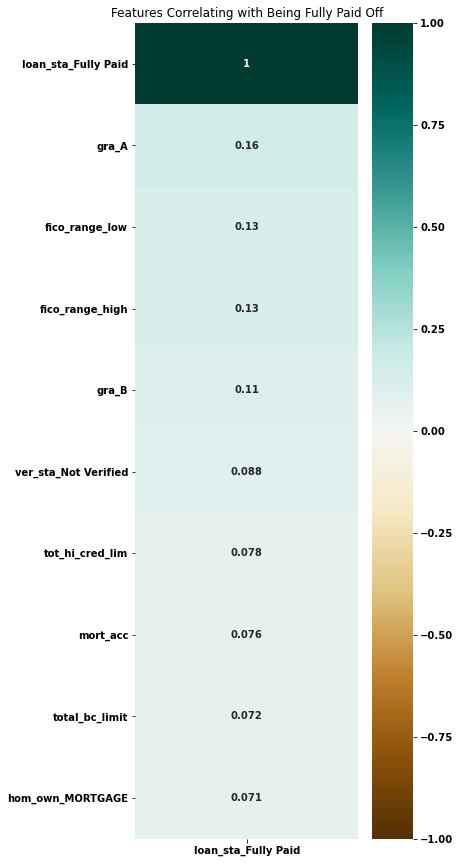 Features Correlating with Being Fully Paid Off
loan_sta_Fully Paid
1
gra_A
0.16
fico_range_low
0.13
fico_range_high
0.13
gra_B
0.11
ver_sta_Not Verified
0.088
tot_hi_cred_lim
0.078
mort_acc
0.076
total_bc_limit
0.072
hom_own_MORTGAGE
0.071
loan_sta_Fully Paid
1.00
0.75
0.50
0.25
0.00
−0.25
−0.50
−0.75
−1.00